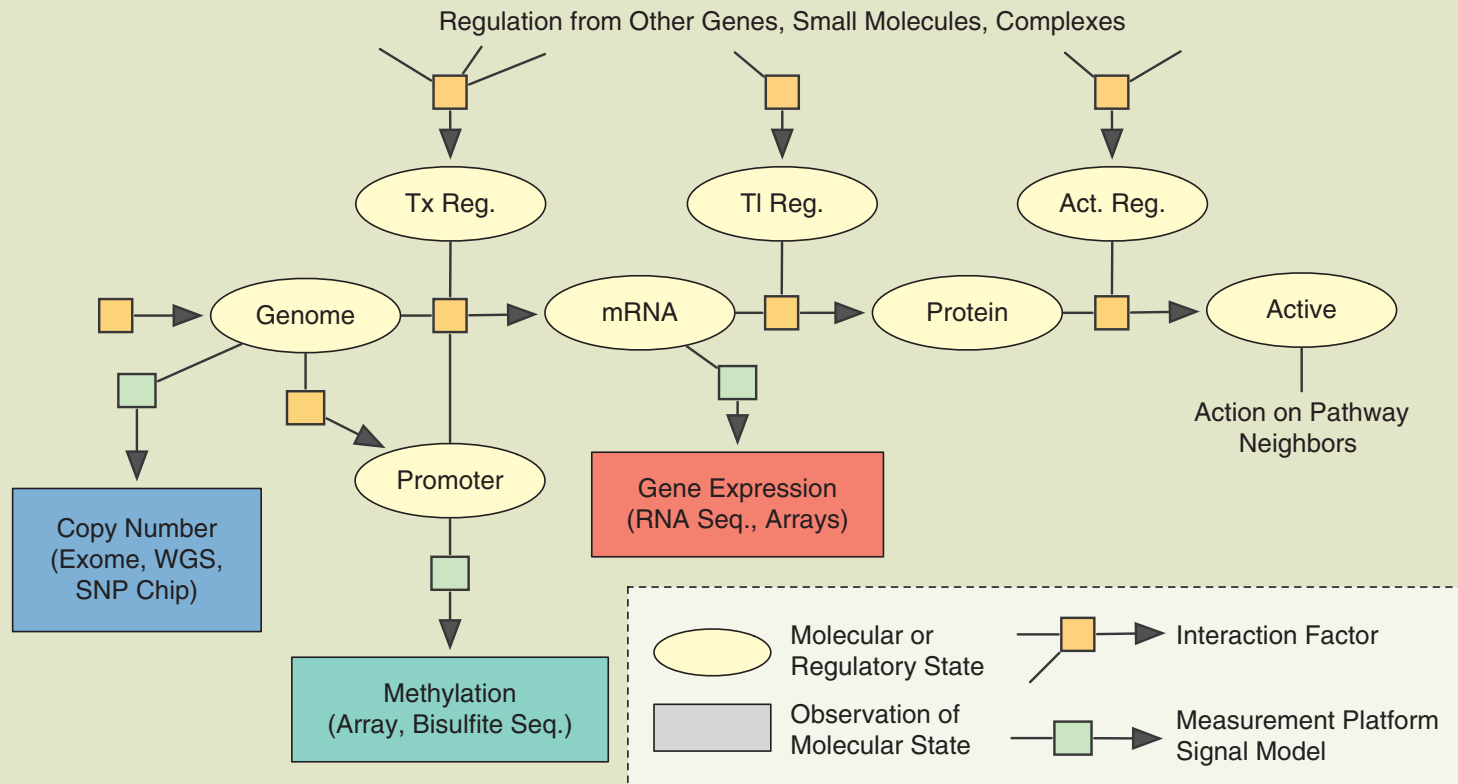 Regulation from Other Genes, Small Molecules, Complexes
Tx Reg.
Tl Reg.
Act. Reg.
Genome
mRNA
Protein
Active
Action on Pathway
Neighbors
Promoter
Copy Number
(Exome, WGS,
SNP Chip)
Gene Expression
(RNA Seq., Arrays)
Methylation
(Array, Bisulfite Seq.)
Molecular or
Regulatory State
Interaction Factor
Observation of
Molecular State
Measurement Platform
Signal Model